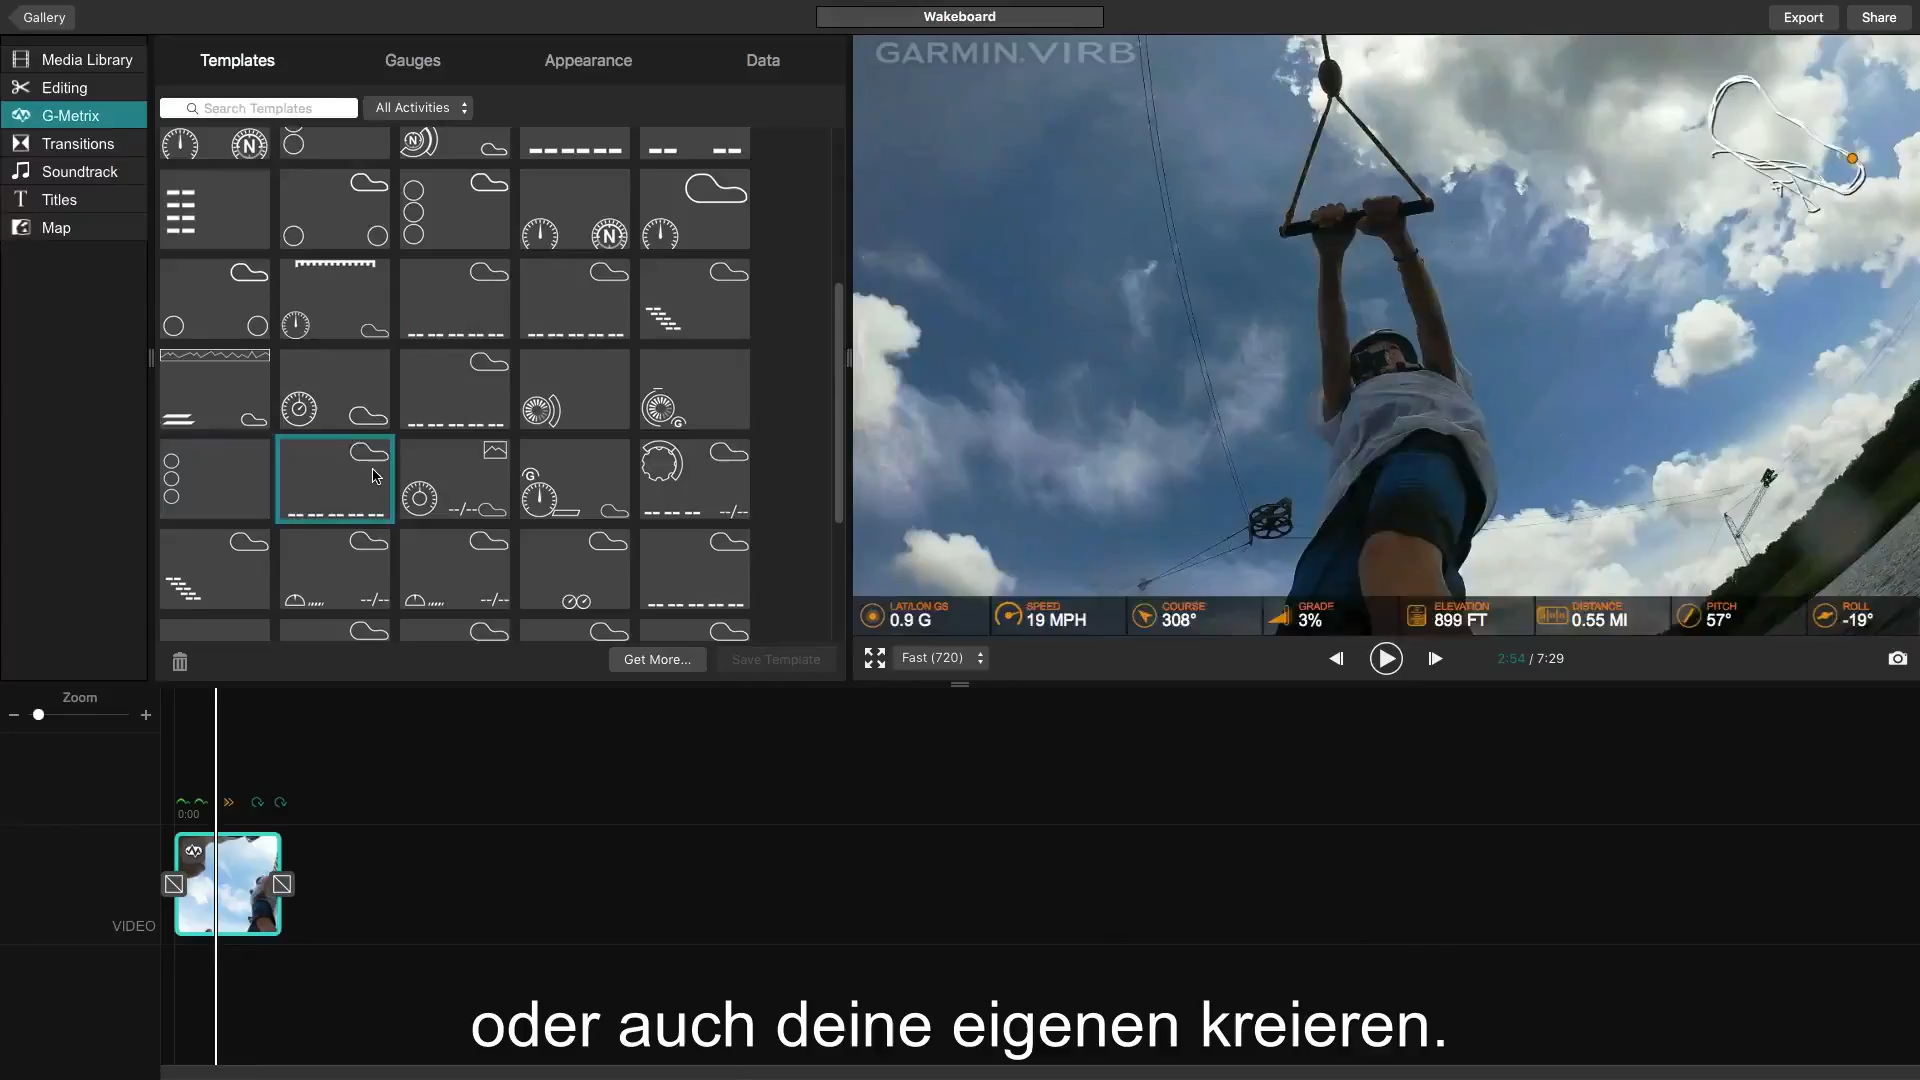 Gallery
Wakeboard
Export
Share
Media Library
Editing
G-Metrix
Transitions
Soundtrack
Titles
Map
Templates
Gauges
Appearance
Data
Search Templates
All Activities
N
N
N
G
G
Get More...
Save Template
GARMIN.VIRB
LAT/LON GS
0.9 G
SPEED
19 MPH
COURSE
308°
GRADE
3%
ELEVATION
899 FT
DISTANCE
0.55 MI
PITCH
57°
ROLL
-19°
Fast (720)
2:54 / 7:29
Zoom
0:00
VIDEO
oder auch deine eigenen kreieren.